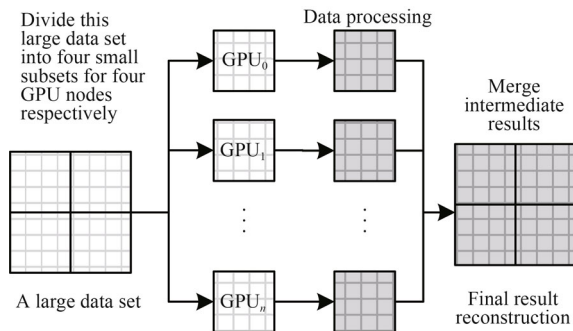 Divide this
large data set
into four small
subsets for four
GPU nodes
respectively
A large data set
GPU0
GPU1
GPUn
Data processing
Merge
intermediate
results
Final result
reconstruction